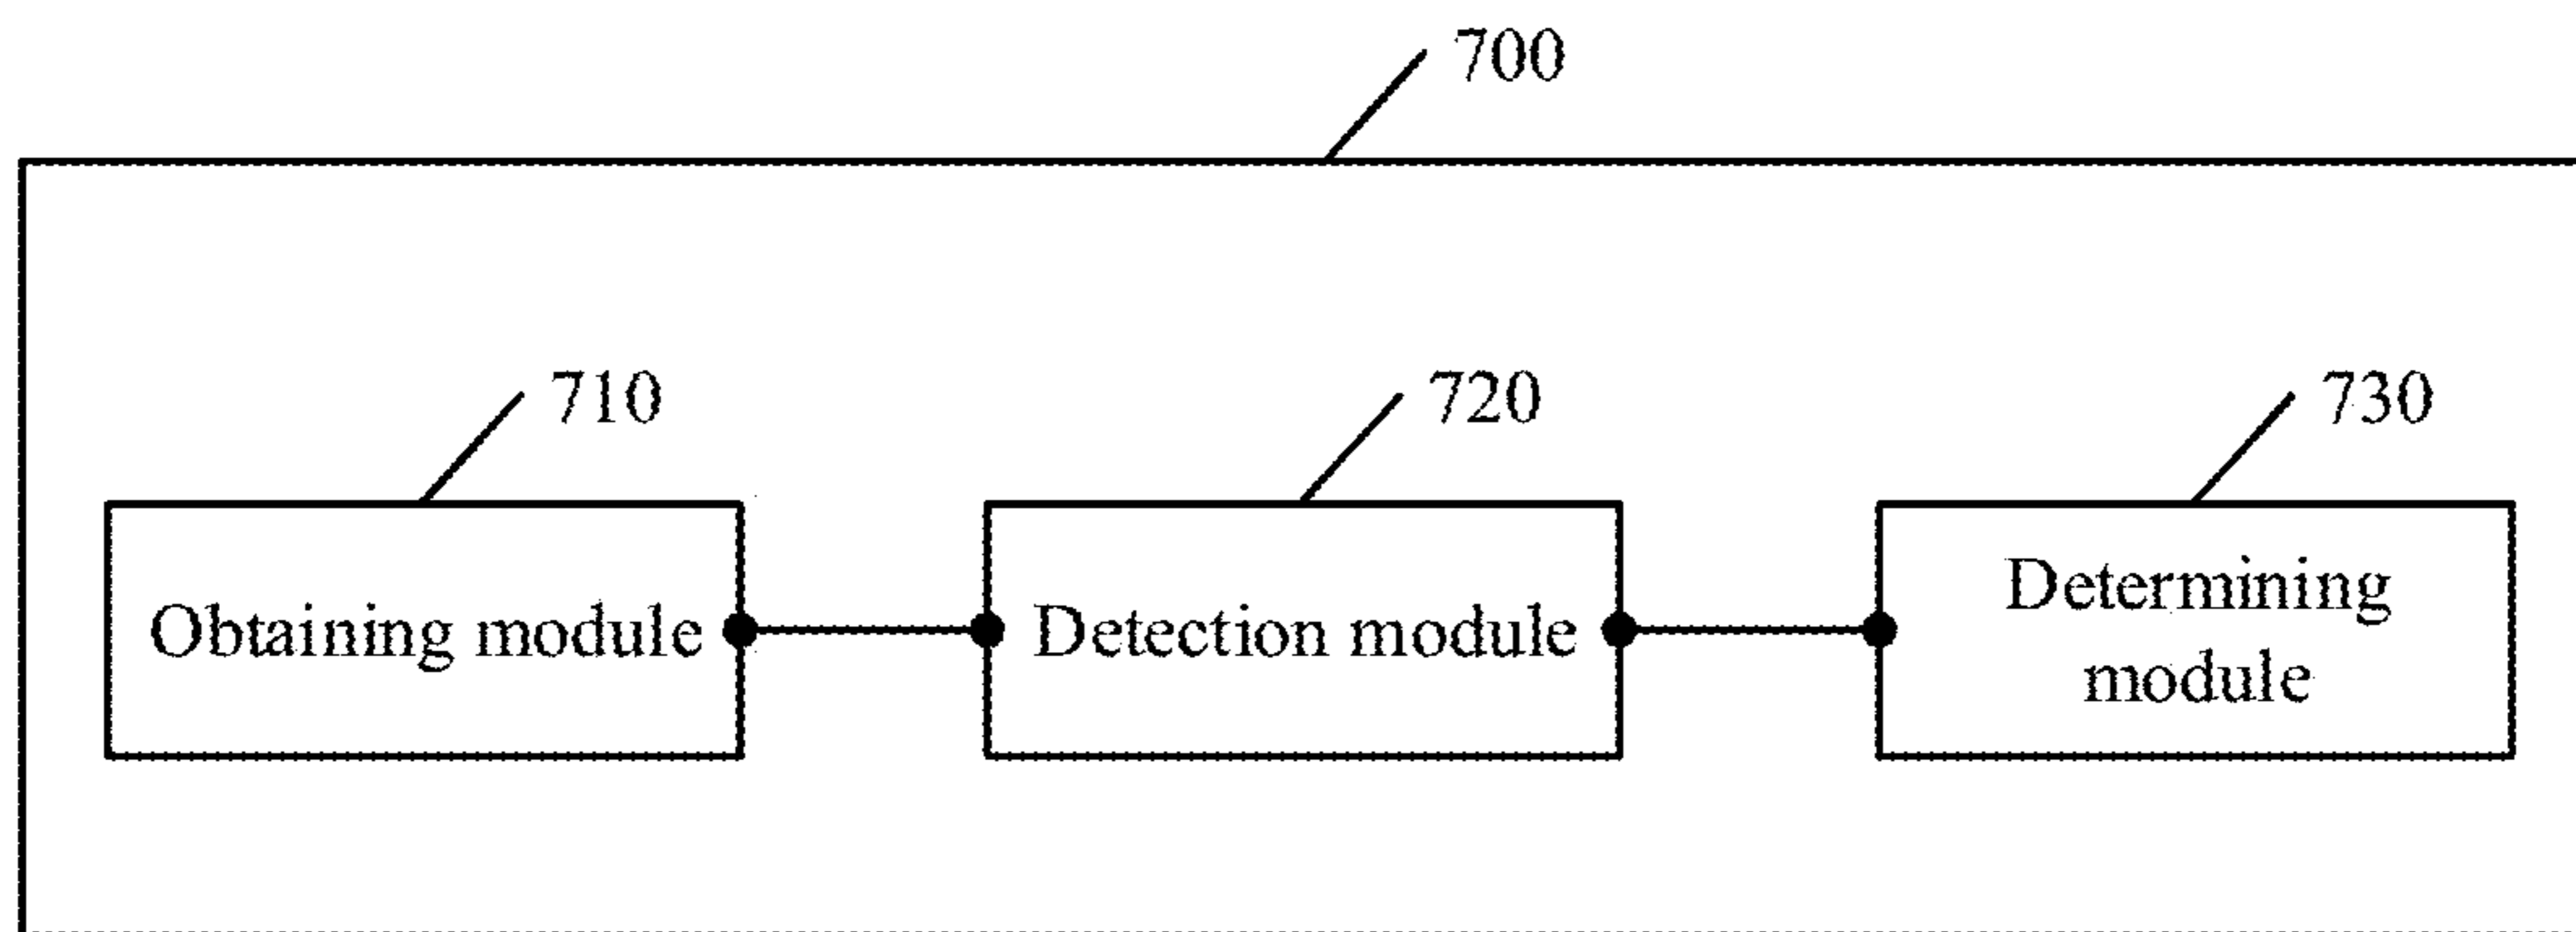 700
710
720
730
Obtaining module
Detection module
Determining
module